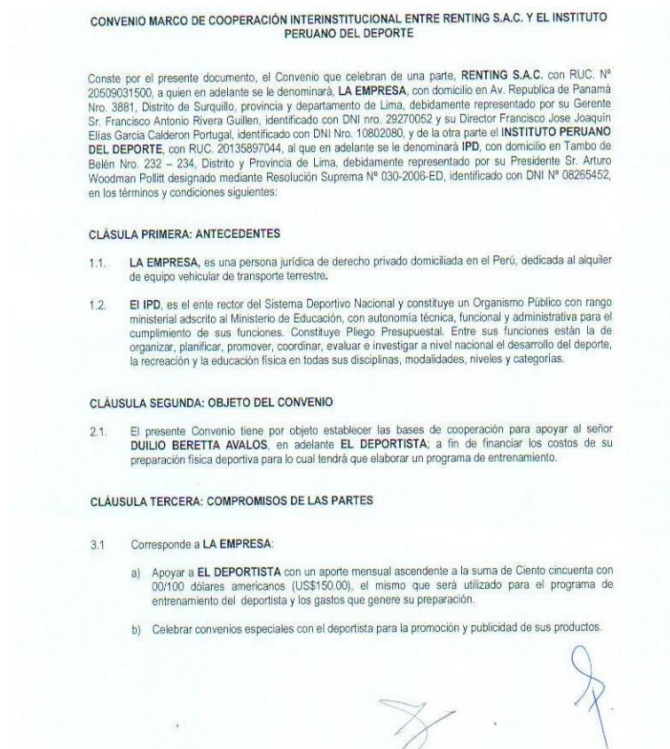 CONVENIO MARCO DE COOPERACIÓN INTERINSTITUCIONAL ENTRE RENTING S.A.C. Y EL INSTITUTO
PERUANO DEL DEPORTE
Conste por el presente documento, el Convenio que celebran de una parte, RENTING S.A.C. con RUC. Nº
20509031500, a quien en adelante se le denominará, LA EMPRESA, con domicilio en Av. Republica de Panamá
Nro. 3881, Distrito de Surquillo, provincia y departamento de Lima, debidamente representado por su Gerente
Sr. Francisco Antonio Rivera Guillen, identificado con DNI nro. 29270052 y su Director Francisco Jose Joaquín
Elías García Calderon Portugal, identificado con DNI Nro. 10802080, y de la otra parte el INSTITUTO PERUANO
DEL DEPORTE, con RUC. 20135897044, al que en adelante se le denominará IPD, con domicilio en Tambo de
Belén Nro. 232 – 234, Distrito y Provincia de Lima, debidamente representado por su Presidente Sr. Arturo
Woodman Pollitt designado mediante Resolución Suprema Nº 030-2006-ED, identificado con DNI Nº 08265452,
en los términos y condiciones siguientes:
CLÁSULA PRIMERA: ANTECEDENTES
1.1. LA EMPRESA, es una persona jurídica de derecho privado domiciliada en el Perú, dedicada al alquiler
de equipo vehicular de transporte terrestre.
1.2. El IPD, es el ente rector del Sistema Deportivo Nacional y constituye un Organismo Público con rango
ministerial adscrito al Ministerio de Educación, con autonomía técnica, funcional y administrativa para el
cumplimiento de sus funciones. Constituye Pliego Presupuestal. Entre sus funciones están la de
organizar, planificar, promover, coordinar, evaluar e investigar a nivel nacional el desarrollo del deporte,
la recreación y la educación física en todas sus disciplinas, modalidades, niveles y categorías.
CLÁUSULA SEGUNDA: OBJETO DEL CONVENIO
2.1. El presente Convenio tiene por objeto establecer las bases de cooperación para apoyar al señor
DUILIO BERETTA AVALOS, en adelante EL DEPORTISTA; a fin de financiar los costos de su
preparación física deportiva para lo cual tendrá que elaborar un programa de entrenamiento.
CLÁUSULA TERCERA: COMPROMISOS DE LAS PARTES
3.1 Corresponde a LA EMPRESA:
a) Apoyar a EL DEPORTISTA con un aporte mensual ascendente a la suma de Ciento cincuenta con
00/100 dólares americanos (US$150.00), el mismo que será utilizado para el programa de
entrenamiento del deportista y los gastos que genere su preparación.
b) Celebrar convenios especiales con el deportista para la promoción y publicidad de sus productos.